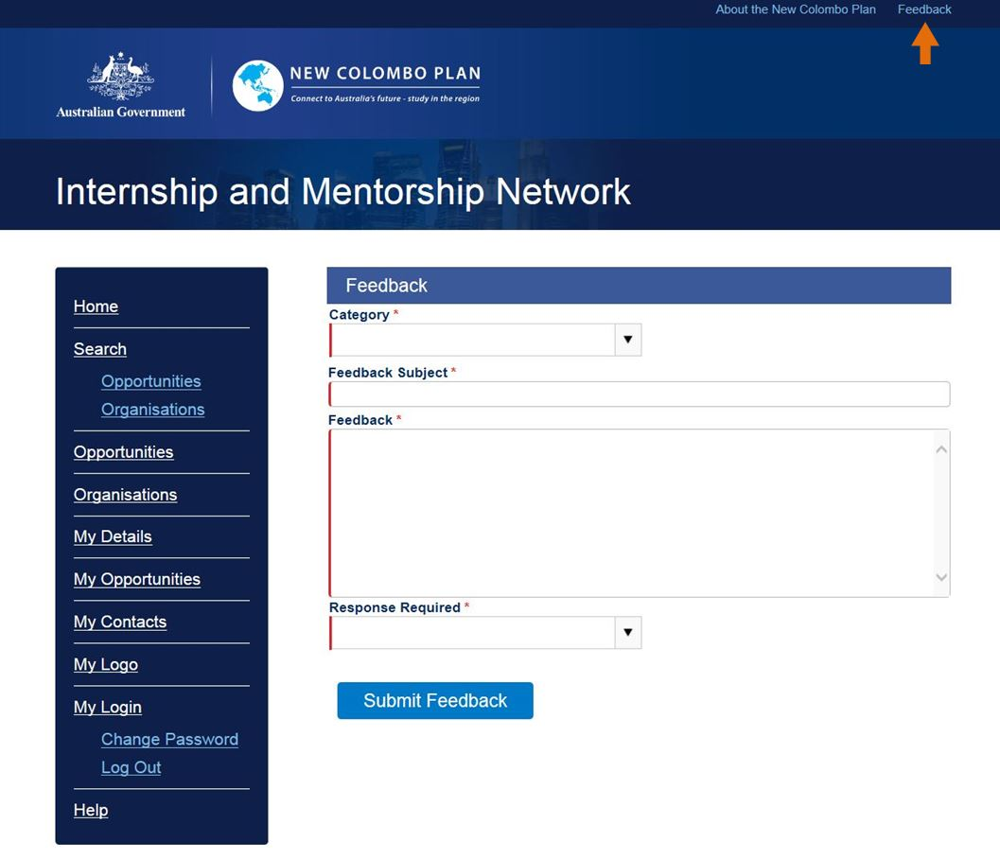 About the New Colombo Plan Feedback
NEW COLOMBO PLAN
Connect to Australia's future - study in the region
Australian Government
Internship and Mentorship Network
Home
Search
Opportunities
Organisations
Opportunities
Organisations
My Details
My Opportunities
My Contacts
My Logo
My Login
Change Password
Log Out
Help
Feedback
Category *
Feedback Subject *
Feedback *
Response Required *
Submit Feedback